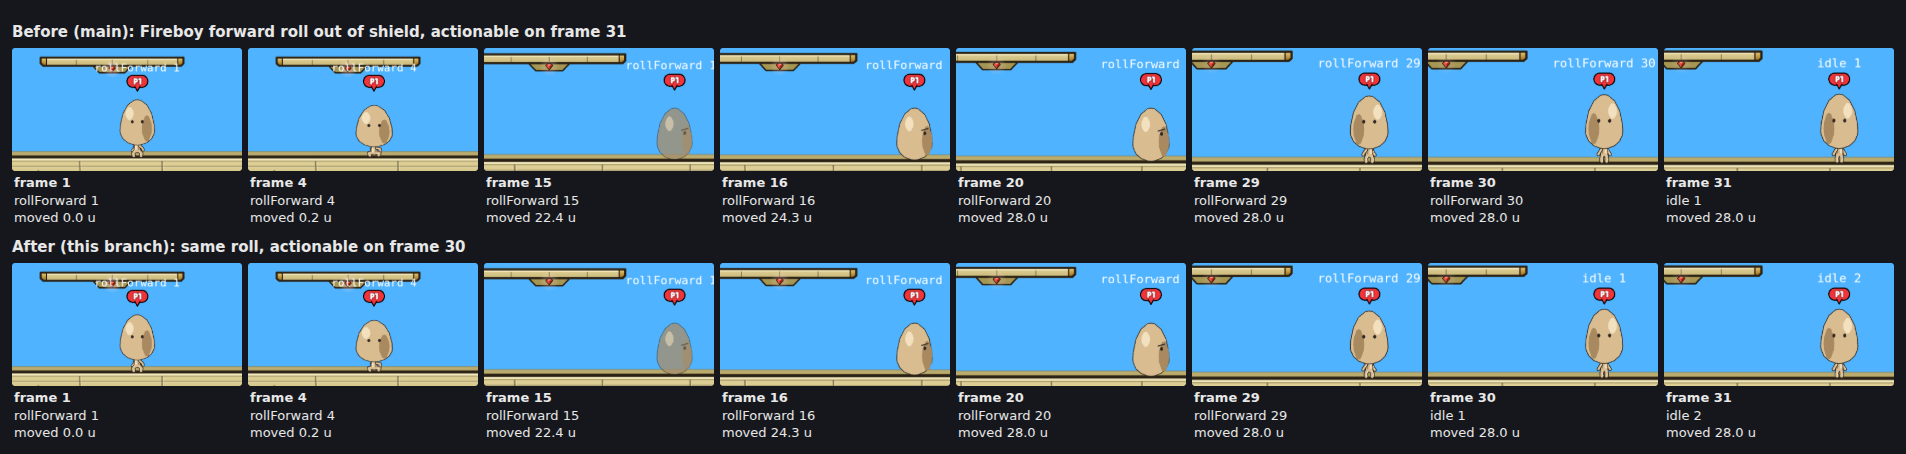 Before (main): Fireboy forward roll out of shield, actionable on frame 31
rollForward 1
P1
rollForward 4
P1
rollForward 1
P1
rollForward
P1
rollForward
P1
rollForward 29
P1
rollForward 30
P1
idle 1
P1
frame 1
rollForward 1
moved 0.0 u
frame 4
rollForward 4
moved 0.2 u
frame 15
rollForward 15
moved 22.4 u
frame 16
rollForward 16
moved 24.3 u
frame 20
rollForward 20
moved 28.0 u
frame 29
rollForward 29
moved 28.0 u
frame 30
rollForward 30
moved 28.0 u
frame 31
idle 1
moved 28.0 u
After (this branch): same roll, actionable on frame 30
rollForward 1
P1
rollForward 4
P1
rollForward 1
P1
rollForward
P1
rollForward
P1
rollForward 29
P1
idle 1
P1
idle 2
P1
frame 1
rollForward 1
moved 0.0 u
frame 4
rollForward 4
moved 0.2 u
frame 15
rollForward 15
moved 22.4 u
frame 16
rollForward 16
moved 24.3 u
frame 20
rollForward 20
moved 28.0 u
frame 29
rollForward 29
moved 28.0 u
frame 30
idle 1
moved 28.0 u
frame 31
idle 2
moved 28.0 u